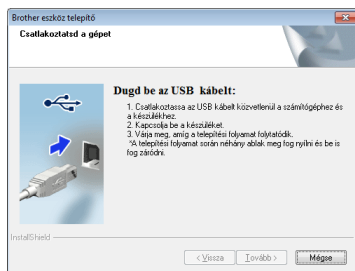 Brother eszköz telepítő
Csatlakoztatsd a gépet
Dugd be az USB kábelt:
1. Csatlakoztassa az USB kábelt közvetlenül a számítógéphez és
a készülékhez.
2. Kapcsolja be a készüléket.
3. Várja meg, amíg a telepítési folyamat folytatódik.
*A telepítési folyamat során néhány ablak meg fog nyílni és be is
fog záródni.
InstallShield
< Vissza
Tovább >
Mégse